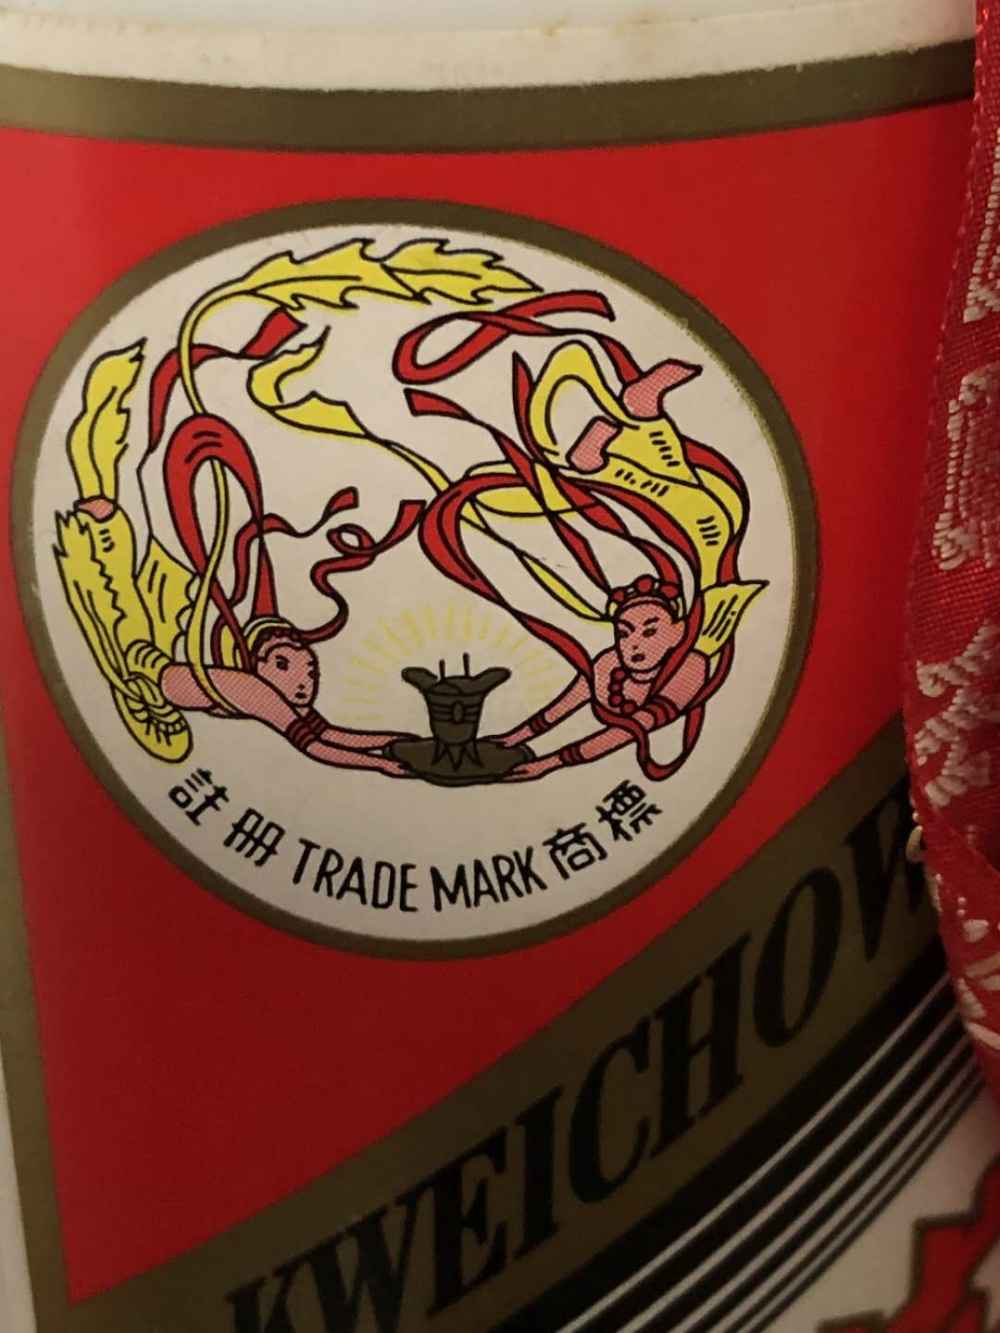 註冊 TRADE MARK 商標
KWEICHOW